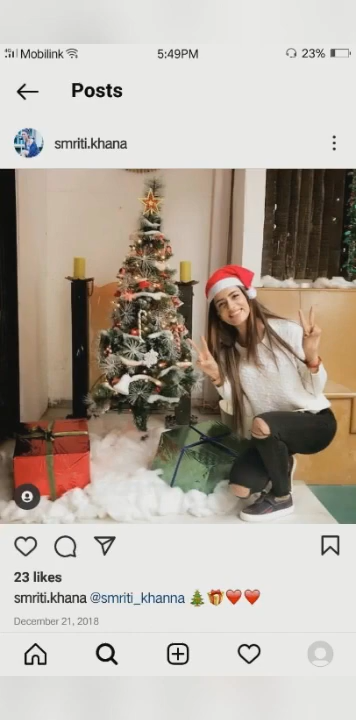 Mobilink 5:49PM 23%
Posts
smriti.khana
23 likes
smriti.khana @smriti_khanna 🎄🎁❤️❤️
December 21, 2018